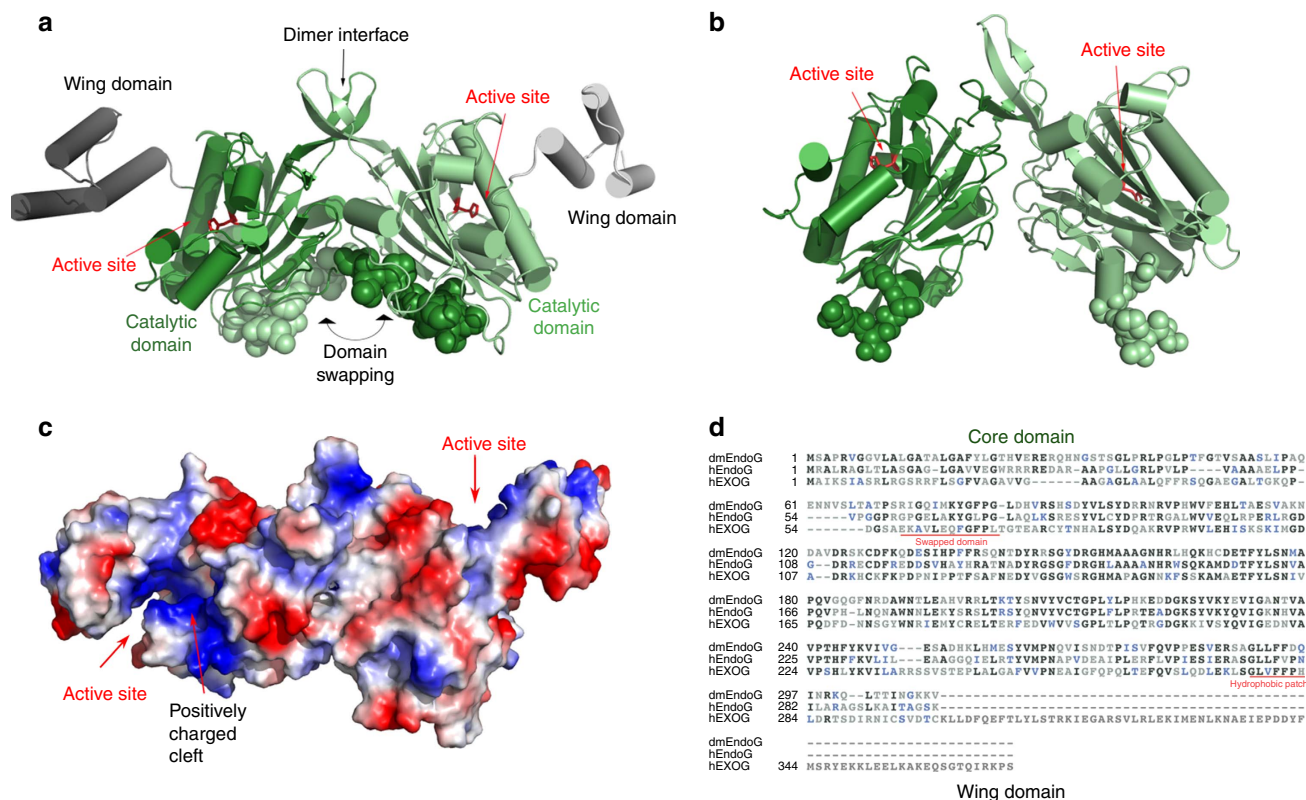 a
Dimer interface
Wing domain
Active site
Wing domain
Active site
Catalytic domain
Catalytic domain
Domain swapping
b
Active site
Active site
c
Active site
Active site
Positively charged cleft
d
Core domain
dmEndoG 1 MSAPRVGGVLALGATALGAFYLGTHVERERQHNGSTSGLPRLPGLPTFGTVSAASLIPAQ
hEndoG 1 MRALRAGLTLASGAG-LGAVVEGWRRRREDARAAPGLLGRLPVLP----VAAAAELPP--
hEXOG 1 MAIKSIASRLRGSRRFLSGFVAGAVVG-----AAGAGLAALQFFRSQGAEGALTGKQP--
dmEndoG 61 ENNVSLTATPSRIGQIMKYGFPG-LDHVRSHSDYVLSYDRRNRVPHWVFEHLTAESVAKN
hEndoG 54 -----VPGGPRGPGELAKYGLPG-LAQLKSRESYVLCYDPRTRGALWVVEQLRPERLRGD
hEXOG 54 ------DGSAEKAVLEQFGFPLTGTEARCYTNHALSYDQAKRVPRWVLEHISKSKIMGD
Swapped domain
dmEndoG 120 DAVDRSKCDFKQDESIHPFFRSQNTDYRRSGYDRGHMAAAGNHRLHQKHCDETFYLSNMA
hEndoG 108 G-DRRECDFREDDSVHAYHRATNADYRGSGFDRGHLAAAANHRWSQKAMDDTFYLSNVA
hEXOG 107 A--DRKHCKFKPDPNIPPTFSAFNEDYVGSGWSRGHMAPAGNNKFSSKAMAETFYLSNIV
dmEndoG 180 PQVGQGFNRDAWNTLEAHVRRLTKTYSNVYVCTGPLYLPHKEDDGKSYVKYEVIGANTVA
hEndoG 166 PQVPH-LNQNAWNNLEKYSRSLTRSYQNVYVCTGPLFLPRTEADGKSYVKYQVIGKNHVA
hEXOG 165 PQDFD-NNSGYWNRIEMYCRELTERFEDVWVVSGPLTLPQTRGDGKKIVSYQVIGEDNVA
dmEndoG 240 VPTHFYKVIVG---ESADHKLHMESYVMPNQVISNDTPISVFQVPPESVERSAGLLFFDQ
hEndoG 225 VPTHFFKVLIL---EAAGGQIELRTYVMPNAPVDEAIPLERFLVPIESIERASGLLFVPN
hEXOG 224 VPSHLYKVILARRSSVSTEPLALGAFVVPNEAIGFQPQLTEFQVSLQDLEKLSGLVFFPH
Hydrophobic patch
dmEndoG 297 INRKQ--LTTINGKKV--------------------------------------------
hEndoG 282 ILARAGSLKAITAGSK--------------------------------------------
hEXOG 284 LDRTSDIRNICSVDTCKLLDFQEFTLYLSTRKIEGARSVLRLEKIMENLKNAEIEPDDYF
dmEndoG ---------------------------
hEndoG ---------------------------
hEXOG 344 MSRYEKKLEELKAKEQSGTQIRKPS
Wing domain